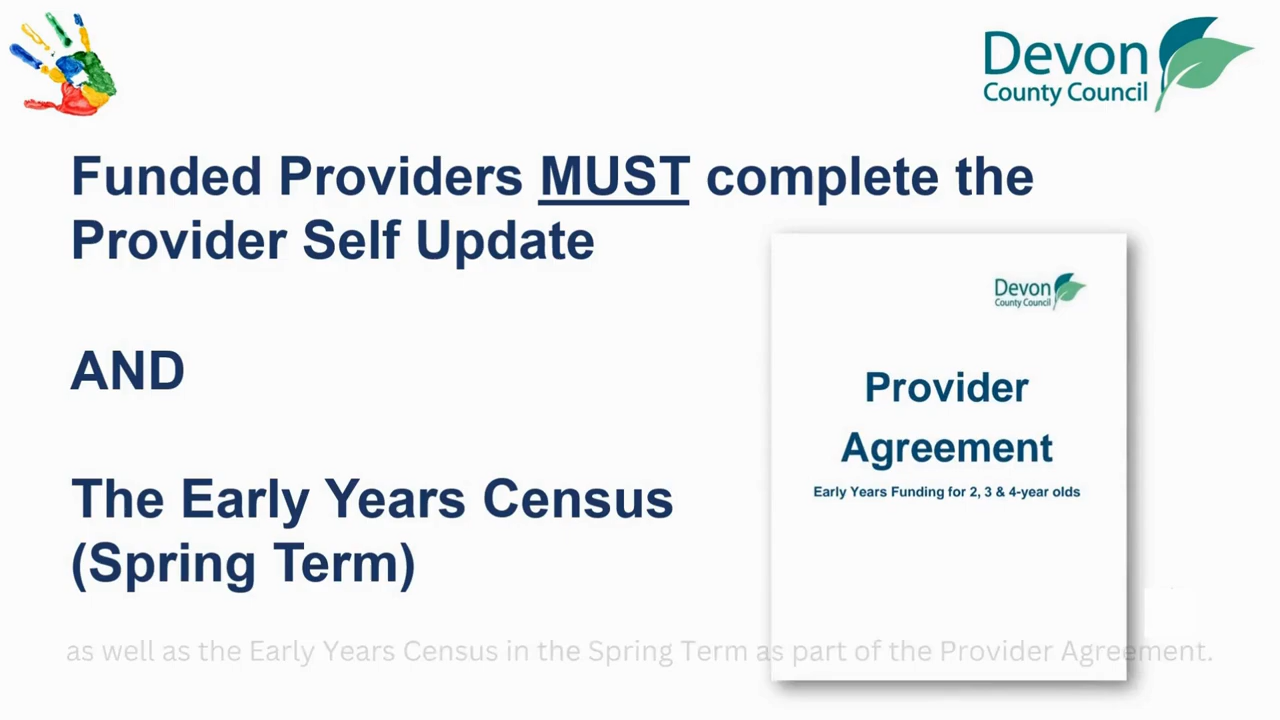 Devon
County Council
Funded Providers MUST complete the
Provider Self Update
AND
The Early Years Census
(Spring Term)
Devon
County Council
Provider
Agreement
Early Years Funding for 2, 3 & 4-year olds
as well as the Early Years Census in the Spring Term as part of the Provider Agreement.